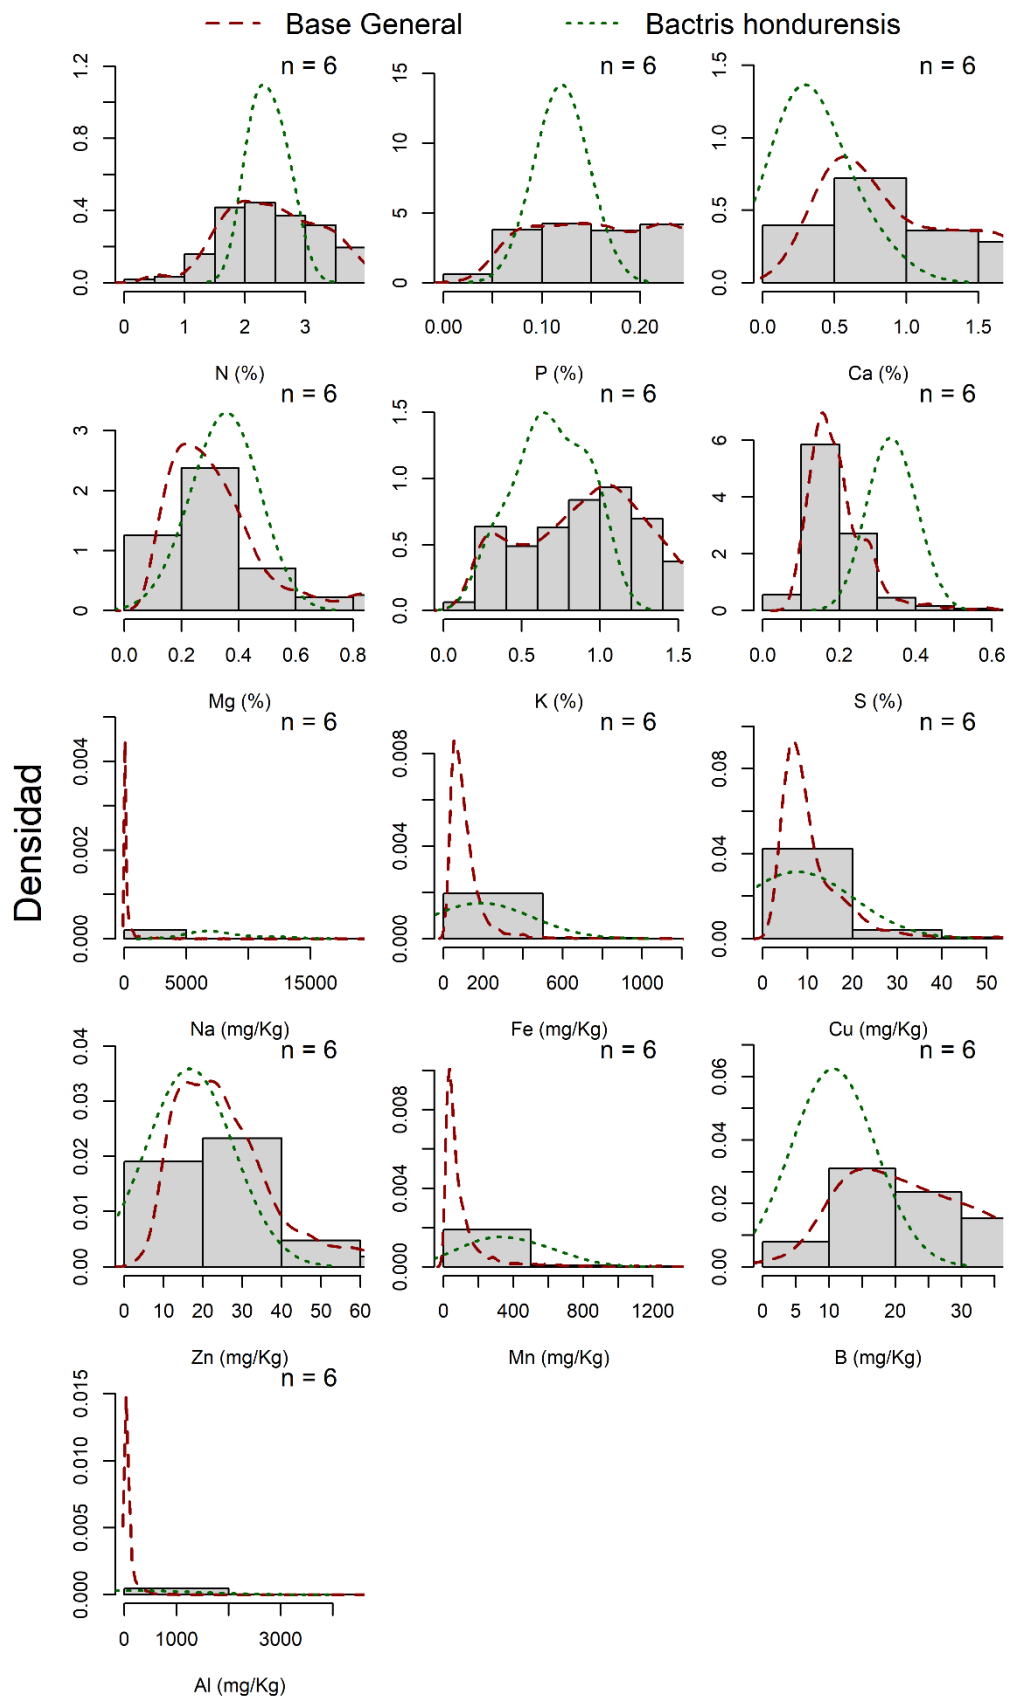 Base General Bactris hondurensis
n = 6 n = 6 n = 6
0.0 0.4 0.8 1.2
0 5 10 15
0.0 0.5 1.0 1.5
0 1 2 3
0.00 0.10 0.20
0.0 0.5 1.0 1.5
N (%) P (%) Ca (%)
n = 6 n = 6 n = 6
0 1 2 3
0.0 0.5 1.0 1.5
0 2 4 6
0.0 0.2 0.4 0.6 0.8
0.0 0.5 1.0 1.5
0.0 0.2 0.4 0.6
Mg (%) K (%) S (%)
Densidad
n = 6 n = 6 n = 6
0.000 0.002 0.004
0.000 0.004 0.008
0.00 0.04 0.08
0 5000 15000
0 200 600 1000
0 10 20 30 40 50
Na (mg/Kg) Fe (mg/Kg) Cu (mg/Kg)
n = 6 n = 6 n = 6
0.00 0.01 0.02 0.03 0.04
0.000 0.004 0.008
0.00 0.02 0.04 0.06
0 10 20 30 40 50 60
0 400 800 1200
0 5 10 20 30
Zn (mg/Kg) Mn (mg/Kg) B (mg/Kg)
n = 6
0.000 0.005 0.010 0.015
0 1000 3000
Al (mg/Kg)